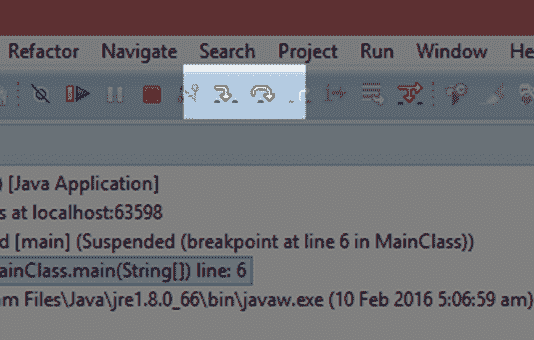 Refactor Navigate Search Project Run Window He
) [Java Application]
s at localhost:63598
d [main] (Suspended (breakpoint at line 6 in MainClass))
ainClass.main(String[]) line: 6
am Files\Java\jre1.8.0_66\bin\javaw.exe (10 Feb 2016 5:06:59 am)